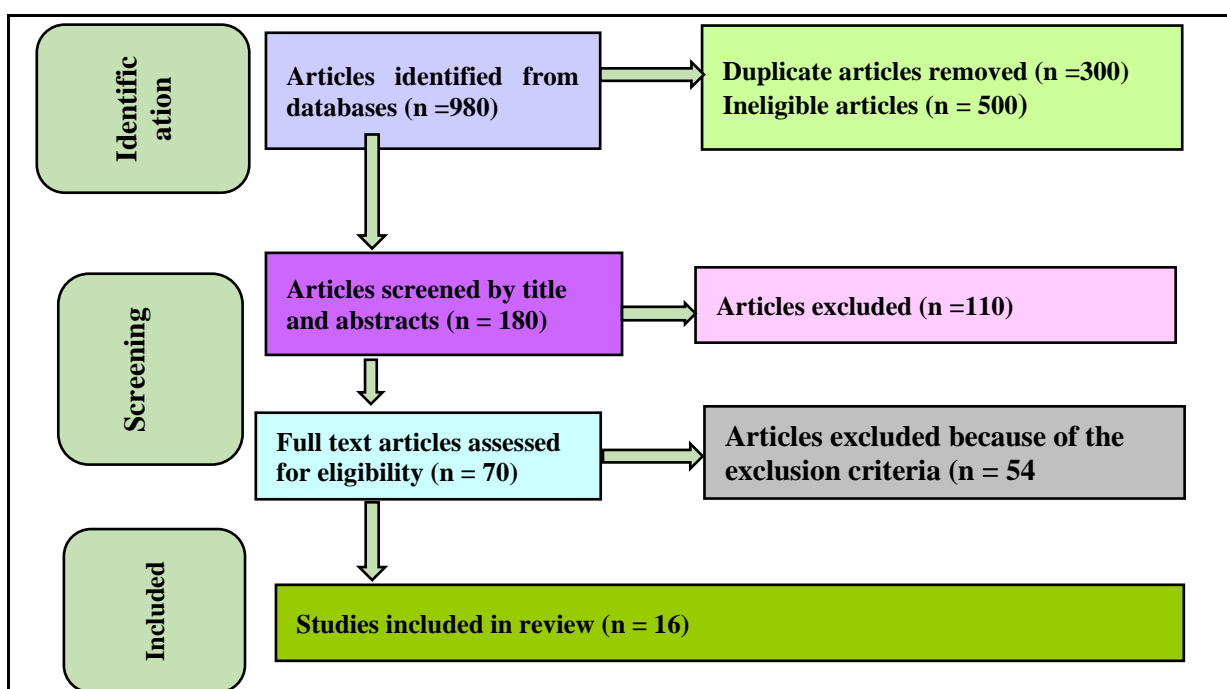 Identific
ation
Articles identified from
databases (n =980)
Duplicate articles removed (n =300)
Ineligible articles (n = 500)
Screening
Articles screened by title
and abstracts (n = 180)
Articles excluded (n =110)
Full text articles assessed
for eligibility (n = 70)
Articles excluded because of the
exclusion criteria (n = 54
Included
Studies included in review (n = 16)